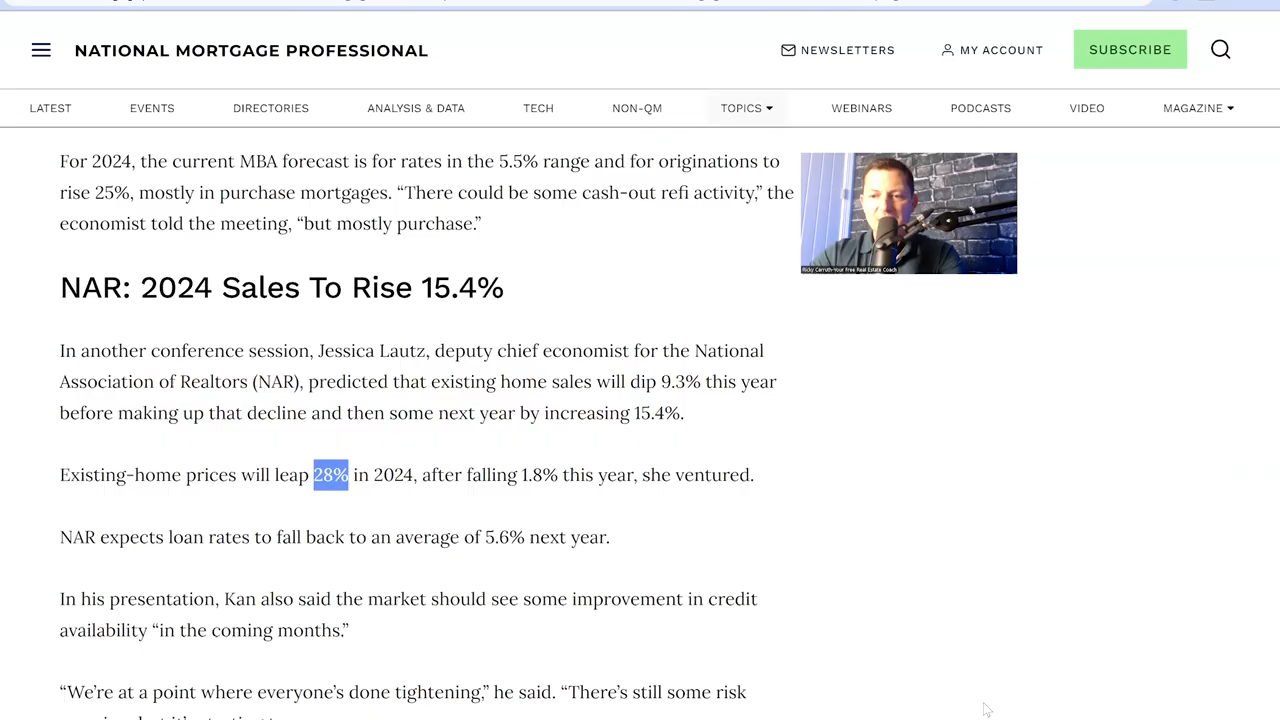 NATIONAL MORTGAGE PROFESSIONAL
NEWSLETTERS
MY ACCOUNT
SUBSCRIBE
LATEST
EVENTS
DIRECTORIES
ANALYSIS & DATA
TECH
NON-QM
TOPICS
WEBINARS
PODCASTS
VIDEO
MAGAZINE
For 2024, the current MBA forecast is for rates in the 5.5% range and for originations to
rise 25%, mostly in purchase mortgages. “There could be some cash-out refi activity,” the
economist told the meeting, “but mostly purchase.”
Ricky Carruth-Your Free Real Estate Coach
NAR: 2024 Sales To Rise 15.4%
In another conference session, Jessica Lautz, deputy chief economist for the National
Association of Realtors (NAR), predicted that existing home sales will dip 9.3% this year
before making up that decline and then some next year by increasing 15.4%.
Existing-home prices will leap 28% in 2024, after falling 1.8% this year, she ventured.
NAR expects loan rates to fall back to an average of 5.6% next year.
In his presentation, Kan also said the market should see some improvement in credit
availability “in the coming months.”
“We’re at a point where everyone’s done tightening,” he said. “There’s still some risk